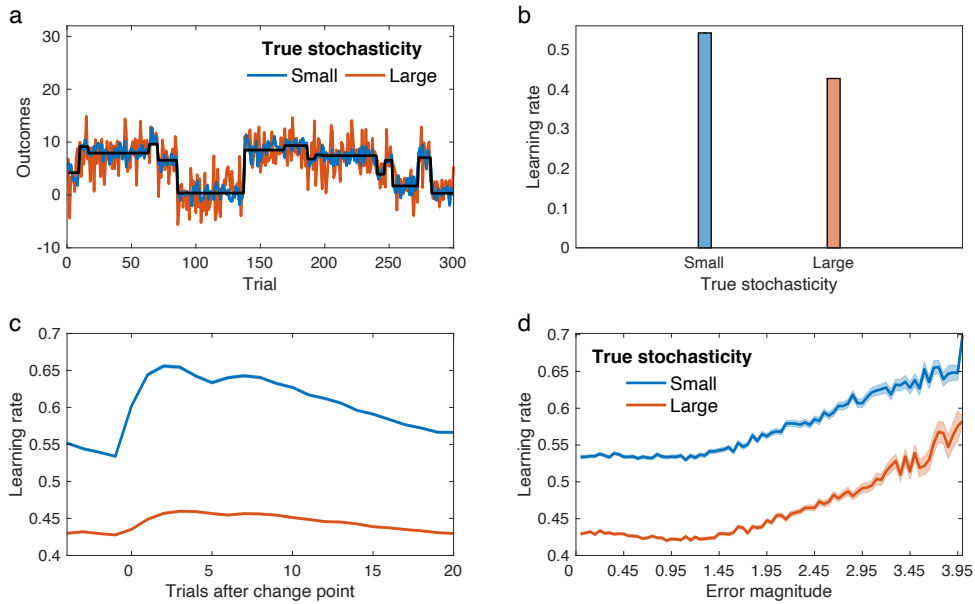 a
True stochasticity
Small
Large
Outcomes
30
20
10
0
-10
0
50
100
150
200
250
300
Trial
b
Learning rate
0.5
0.4
0.3
0.2
0.1
0
Small
Large
True stochasticity
c
Learning rate
0.7
0.65
0.6
0.55
0.5
0.45
0.4
0
5
10
15
20
Trials after change point
d
True stochasticity
Small
Large
Learning rate
0.7
0.65
0.6
0.55
0.5
0.45
0.4
0
0.45
0.95
1.45
1.95
2.45
2.95
3.45
3.95
Error magnitude